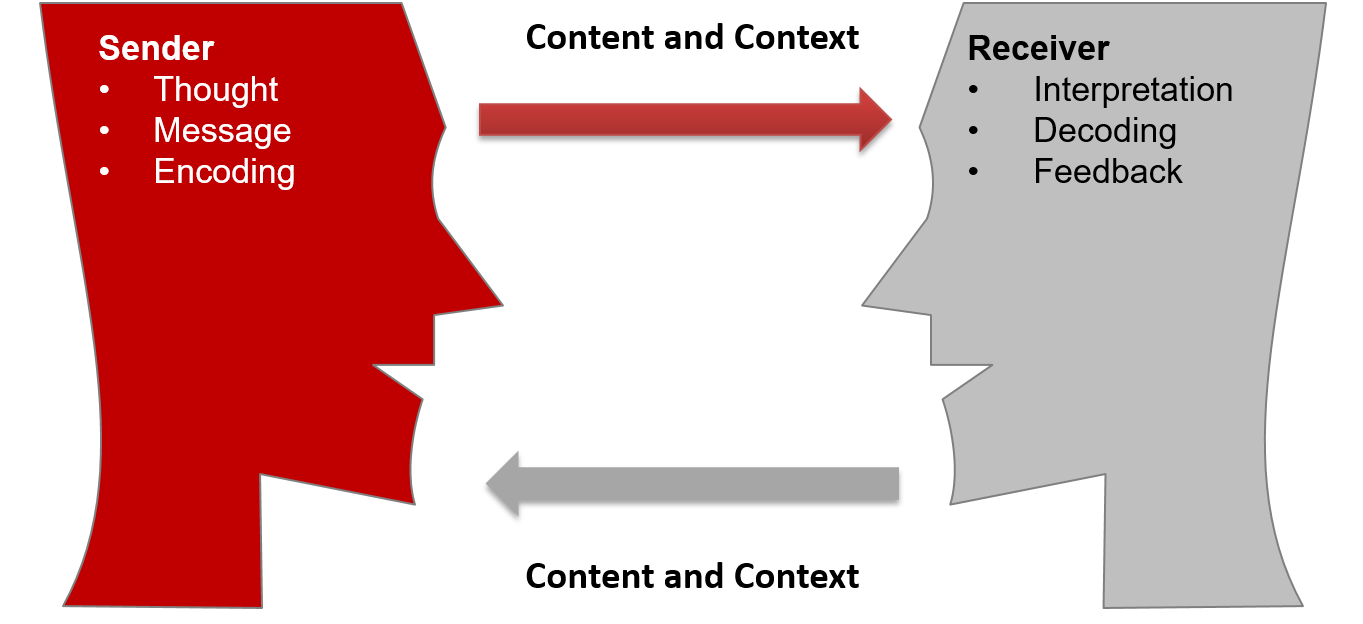 Content and Context
Sender
• Thought
• Message
• Encoding
Receiver
• Interpretation
• Decoding
• Feedback
Content and Context